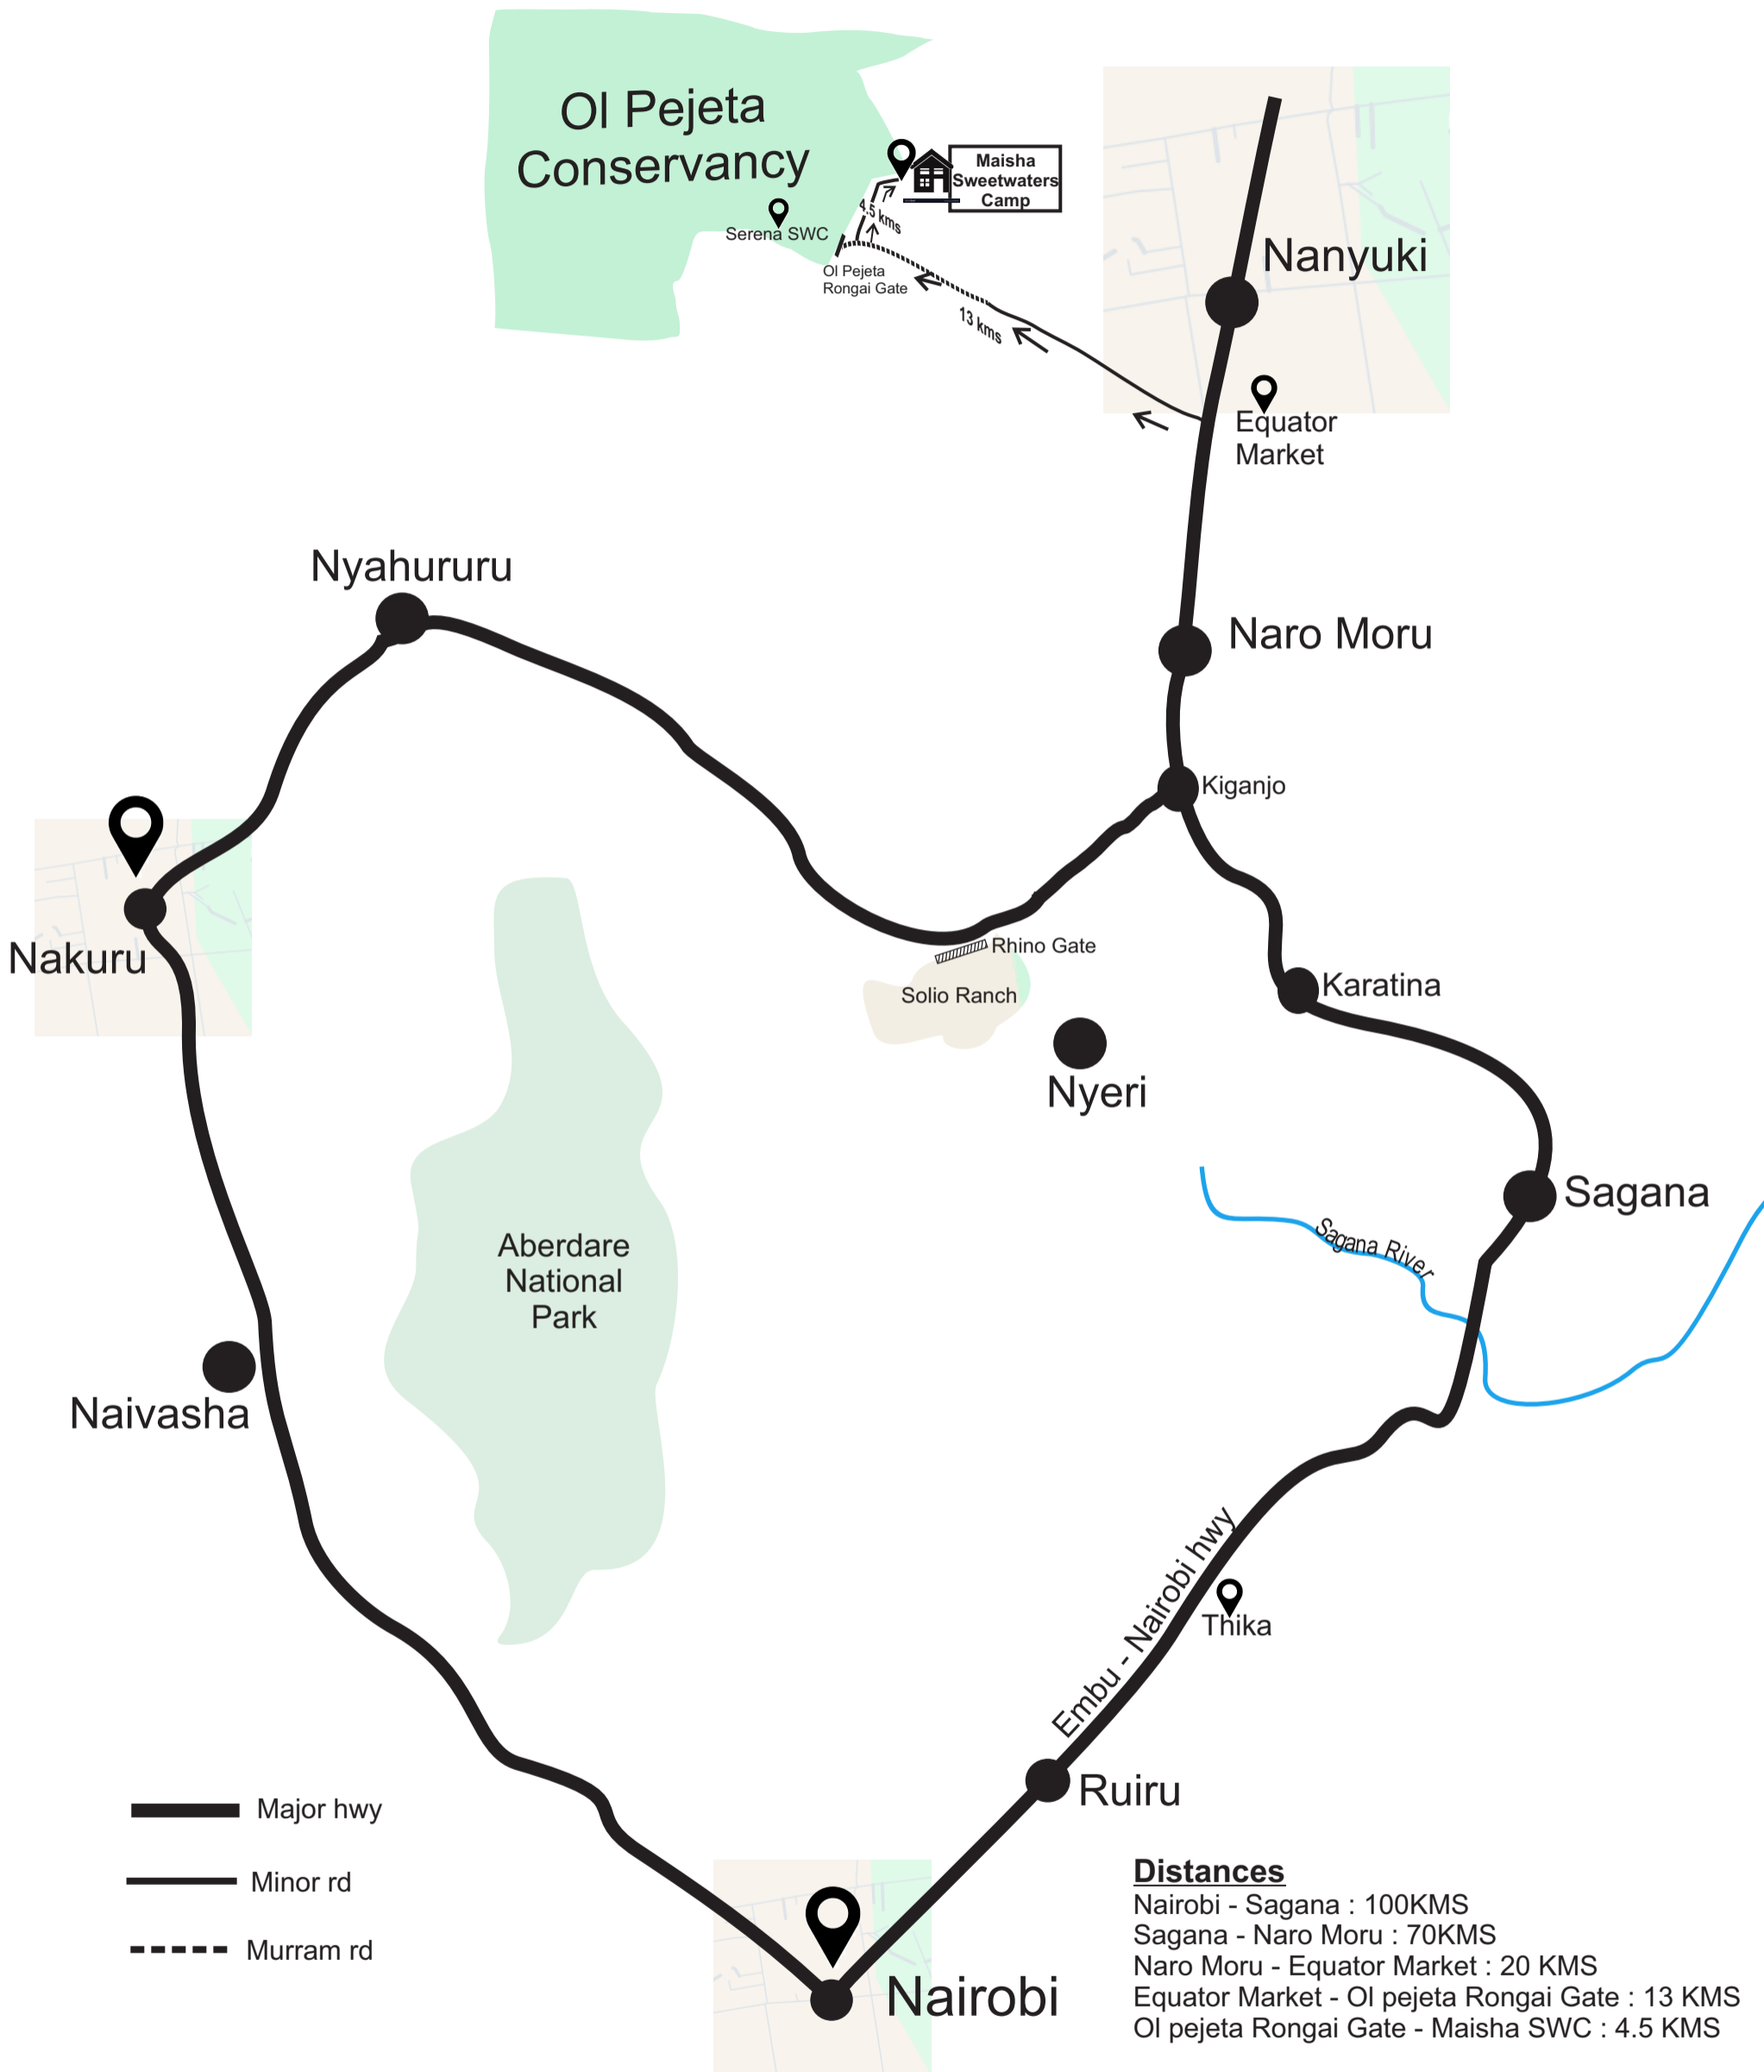 Ol Pejeta
Conservancy
Maisha
Sweetwaters
Camp
4.5 kms
Serena SWC
Ol Pejeta
Rongai Gate
13 kms
Nanyuki
Equator
Market
Nyahururu
Naro Moru
Kiganjo
Nakuru
Rhino Gate
Solio Ranch
Karatina
Nyeri
Sagana
Sagana River
Aberdare
National
Park
Naivasha
Embu - Nairobi hwy
Thika
Ruiru
Nairobi
Major hwy
Minor rd
Murram rd
Distances
Nairobi - Sagana : 100KMS
Sagana - Naro Moru : 70KMS
Naro Moru - Equator Market : 20 KMS
Equator Market - Ol pejeta Rongai Gate : 13 KMS
Ol pejeta Rongai Gate - Maisha SWC : 4.5 KMS